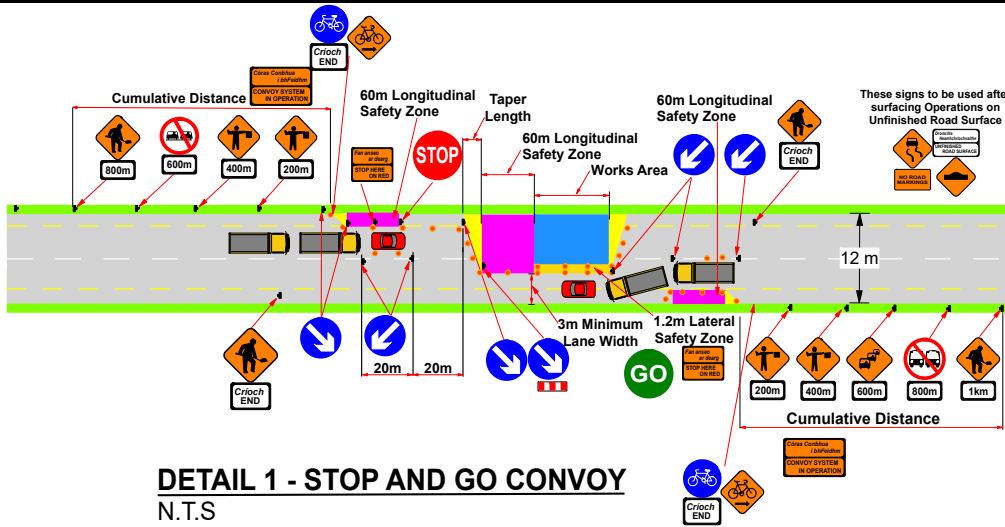 Críoch
END
Córas Conbhua
i bhFeidhm
CONVOY SYSTEM
IN OPERATION
Cumulative Distance
800m
600m
400m
200m
60m Longitudinal
Safety Zone
Fan anseo
ar dearg
STOP HERE
ON RED
STOP
Taper
Length
60m Longitudinal
Safety Zone
Works Area
60m Longitudinal
Safety Zone
Críoch
END
These signs to be used afte
surfacing Operations on
Unfinished Road Surface
UNFINISHED
ROAD SURFACE
NO ROAD
MARKINGS
12 m
Críoch
END
20m
20m
3m Minimum
Lane Width
1.2m Lateral
Safety Zone
GO
Fan anseo
ar dearg
STOP HERE
ON RED
200m
400m
600m
800m
1km
Cumulative Distance
Córas Conbhua
i bhFeidhm
CONVOY SYSTEM
IN OPERATION
Críoch
END
DETAIL 1 - STOP AND GO CONVOY
N.T.S